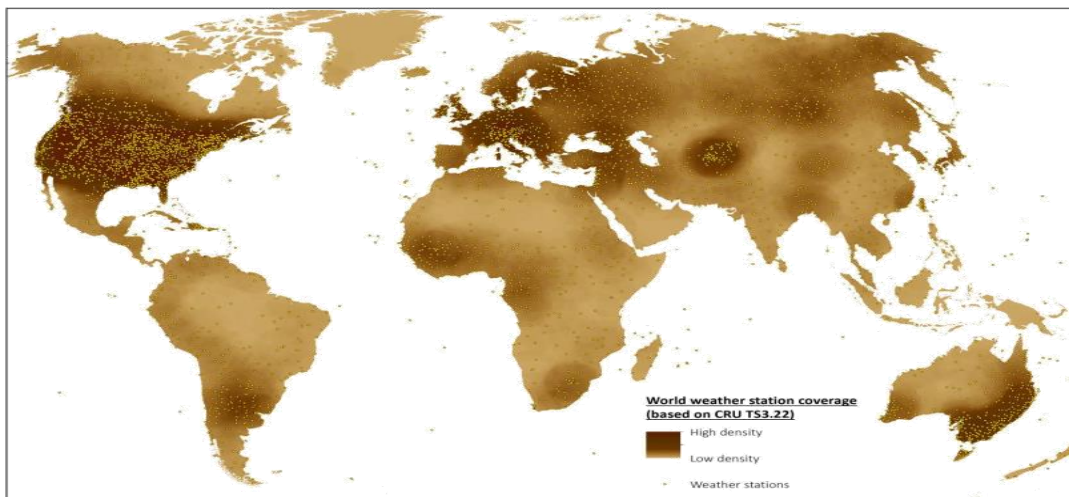 World weather station coverage
(based on CRU TS3.22)
High density
Low density
Weather stations